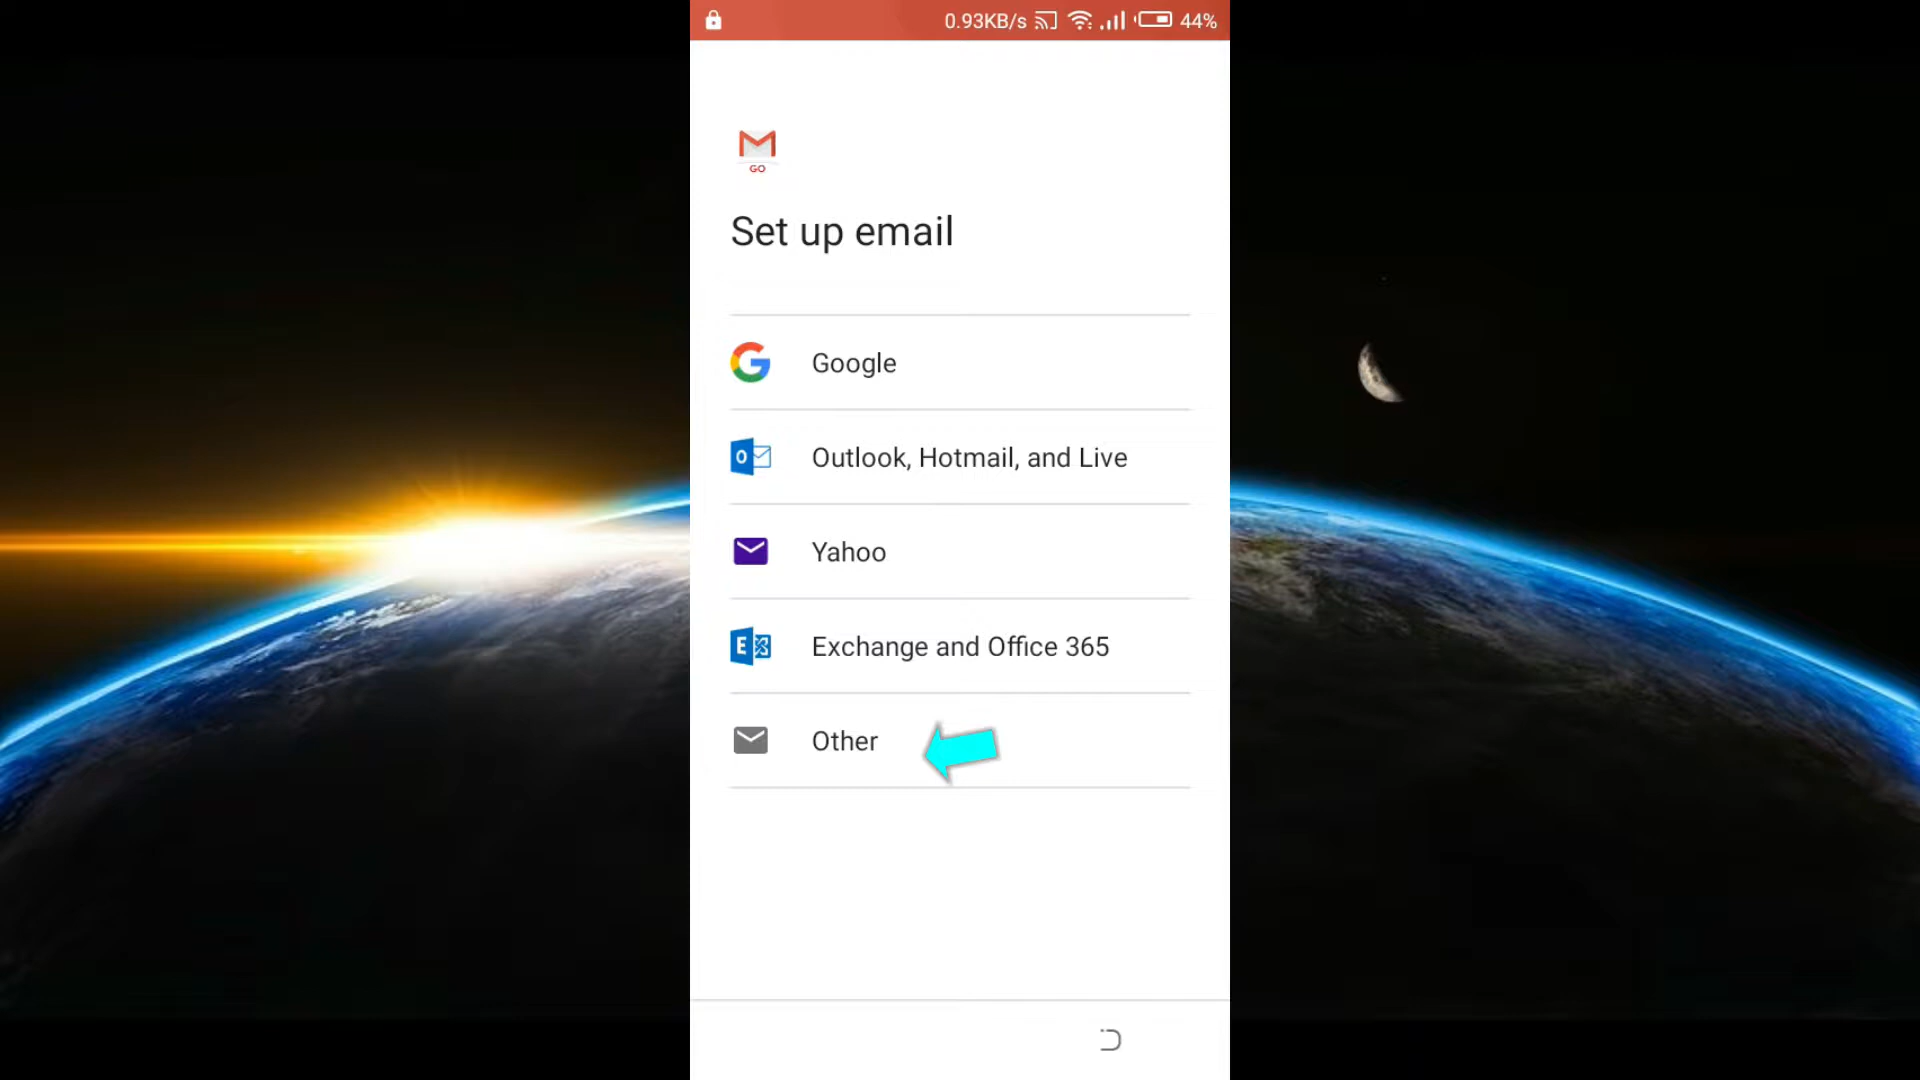 0.93KB/s 44%
GO
Set up email
Google
Outlook, Hotmail, and Live
Yahoo
Exchange and Office 365
Other